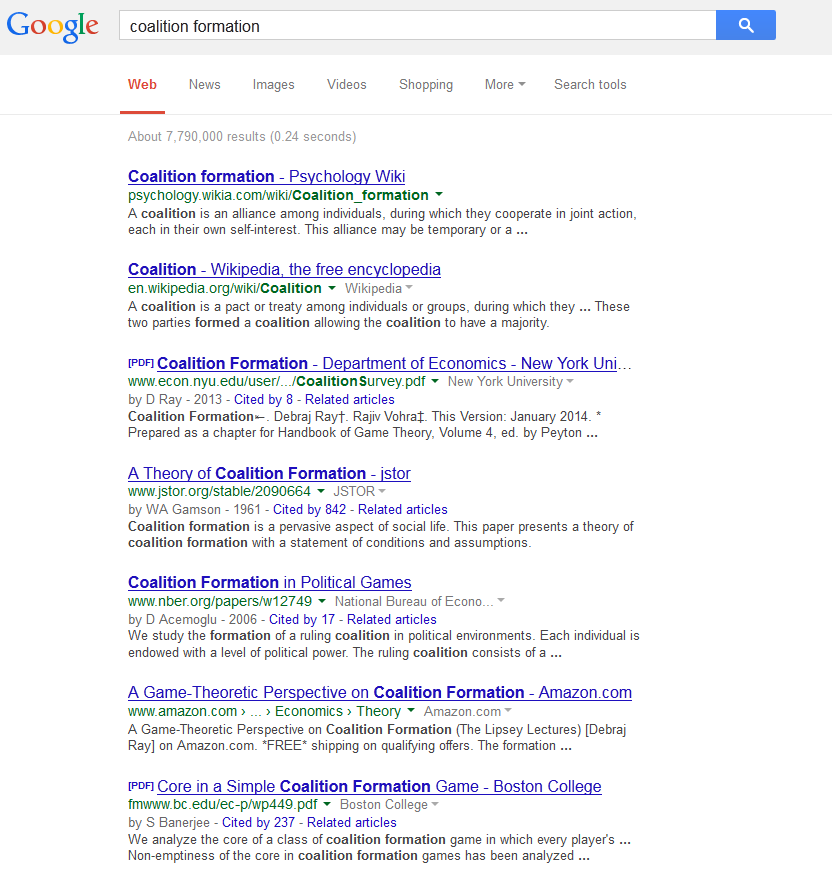 Google
coalition formation
Web News Images Videos Shopping More Search tools
About 7,790,000 results (0.24 seconds)
Coalition formation - Psychology Wiki
psychology.wikia.com/wiki/Coalition_formation
A coalition is an alliance among individuals, during which they cooperate in joint action,
each in their own self-interest. This alliance may be temporary or a ...
Coalition - Wikipedia, the free encyclopedia
en.wikipedia.org/wiki/Coalition Wikipedia
A coalition is a pact or treaty among individuals or groups, during which they ... These
two parties formed a coalition allowing the coalition to have a majority.
[PDF] Coalition Formation - Department of Economics - New York Uni...
www.econ.nyu.edu/user/.../CoalitionSurvey.pdf New York University
by D Ray - 2013 - Cited by 8 - Related articles
Coalition Formation∗. Debraj Ray†. Rajiv Vohra‡. This Version: January 2014. *
Prepared as a chapter for Handbook of Game Theory, Volume 4, ed. by Peyton ...
A Theory of Coalition Formation - jstor
www.jstor.org/stable/2090664 JSTOR
by WA Gamson - 1961 - Cited by 842 - Related articles
Coalition formation is a pervasive aspect of social life. This paper presents a theory of
coalition formation with a statement of conditions and assumptions.
Coalition Formation in Political Games
www.nber.org/papers/w12749 National Bureau of Econo...
by D Acemoglu - 2006 - Cited by 17 - Related articles
We study the formation of a ruling coalition in political environments. Each individual is
endowed with a level of political power. The ruling coalition consists of a ...
A Game-Theoretic Perspective on Coalition Formation - Amazon.com
www.amazon.com › ... › Economics › Theory Amazon.com
A Game-Theoretic Perspective on Coalition Formation (The Lipsey Lectures) [Debraj
Ray] on Amazon.com. *FREE* shipping on qualifying offers. The formation ...
[PDF] Core in a Simple Coalition Formation Game - Boston College
fmwww.bc.edu/ec-p/wp449.pdf Boston College
by S Banerjee - Cited by 237 - Related articles
We analyze the core of a class of coalition formation game in which every player's ...
Non-emptiness of the core in coalition formation games has been analyzed ...